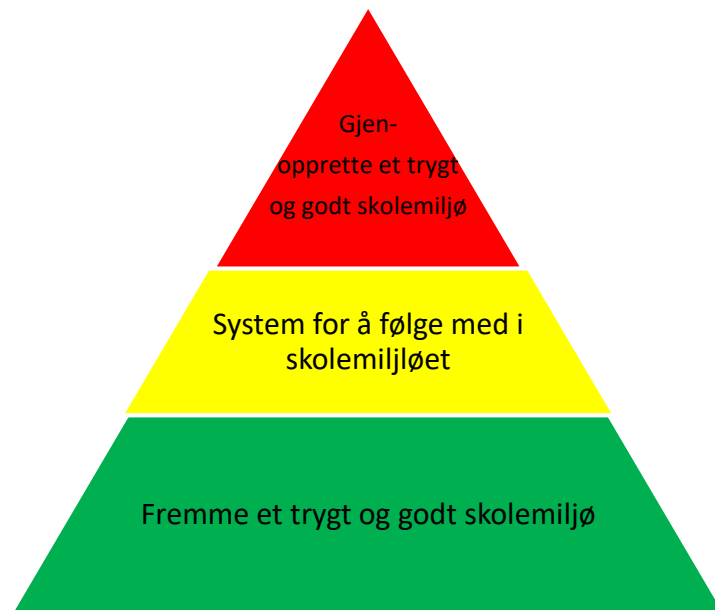 Gjen-
opprette et trygt
og godt skolemiljø
System for å følge med i
skolemiljløet
Fremme et trygt og godt skolemiljø